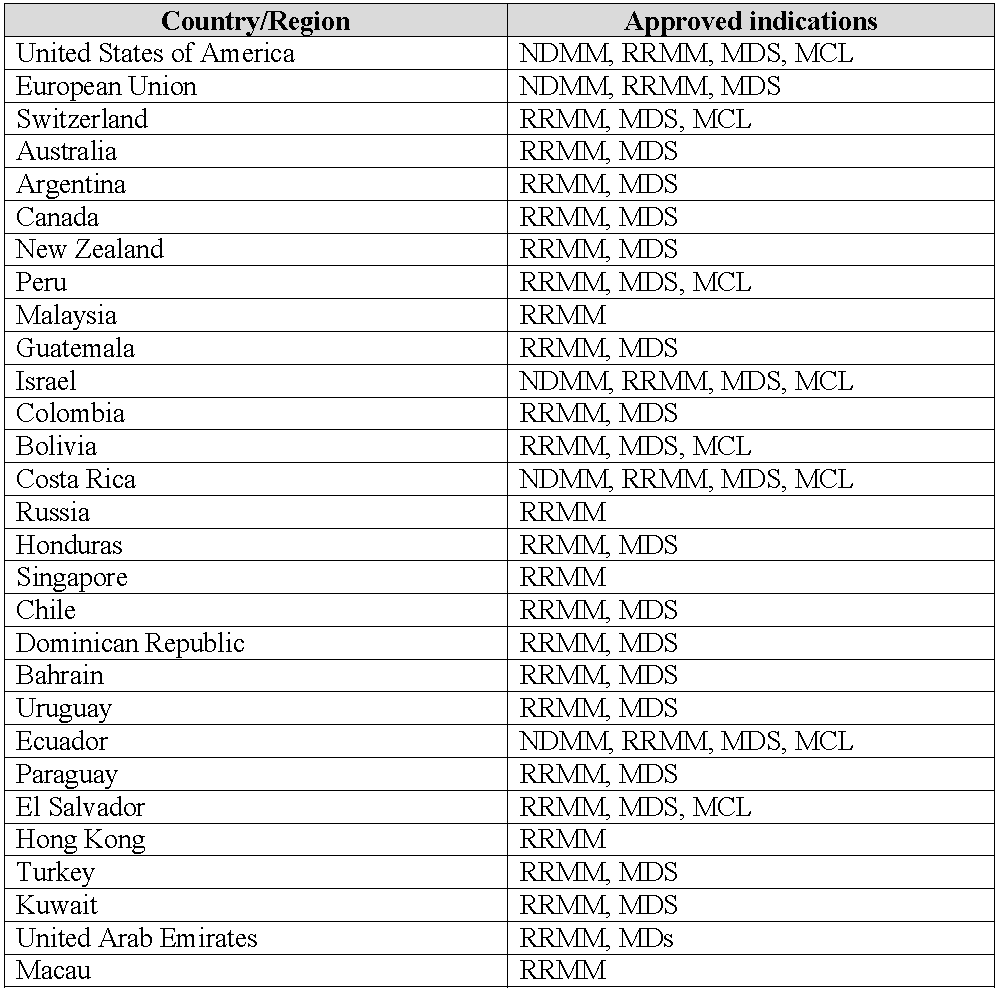 Country/Region Approved indications
United States of America NDMM, RRMM, MDS, MCL
European Union NDMM, RRMM, MDS
Switzerland RRMM, MDS, MCL
Australia RRMM, MDS
Argentina RRMM, MDS
Canada RRMM, MDS
New Zealand RRMM, MDS
Peru RRMM, MDS, MCL
Malaysia RRMM
Guatemala RRMM, MDS
Israel NDMM, RRMM, MDS, MCL
Colombia RRMM, MDS
Bolivia RRMM, MDS, MCL
Costa Rica NDMM, RRMM, MDS, MCL
Russia RRMM
Honduras RRMM, MDS
Singapore RRMM
Chile RRMM, MDS
Dominican Republic RRMM, MDS
Bahrain RRMM, MDS
Uruguay RRMM, MDS
Ecuador NDMM, RRMM, MDS, MCL
Paraguay RRMM, MDS
El Salvador RRMM, MDS, MCL
Hong Kong RRMM
Turkey RRMM, MDS
Kuwait RRMM, MDS
United Arab Emirates RRMM, MDs
Macau RRMM